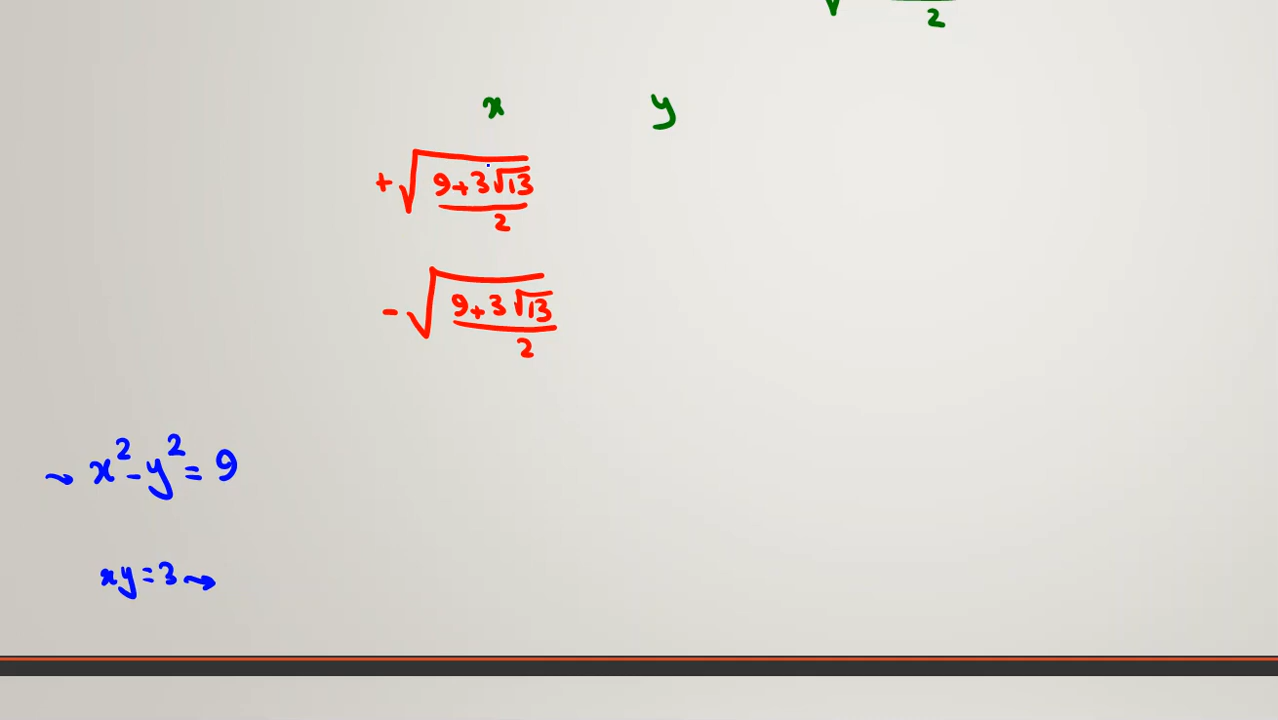 2
x y
+√(9+3√13)/2
-√(9+3√13)/2
→ x²-y²=9
xy=3→